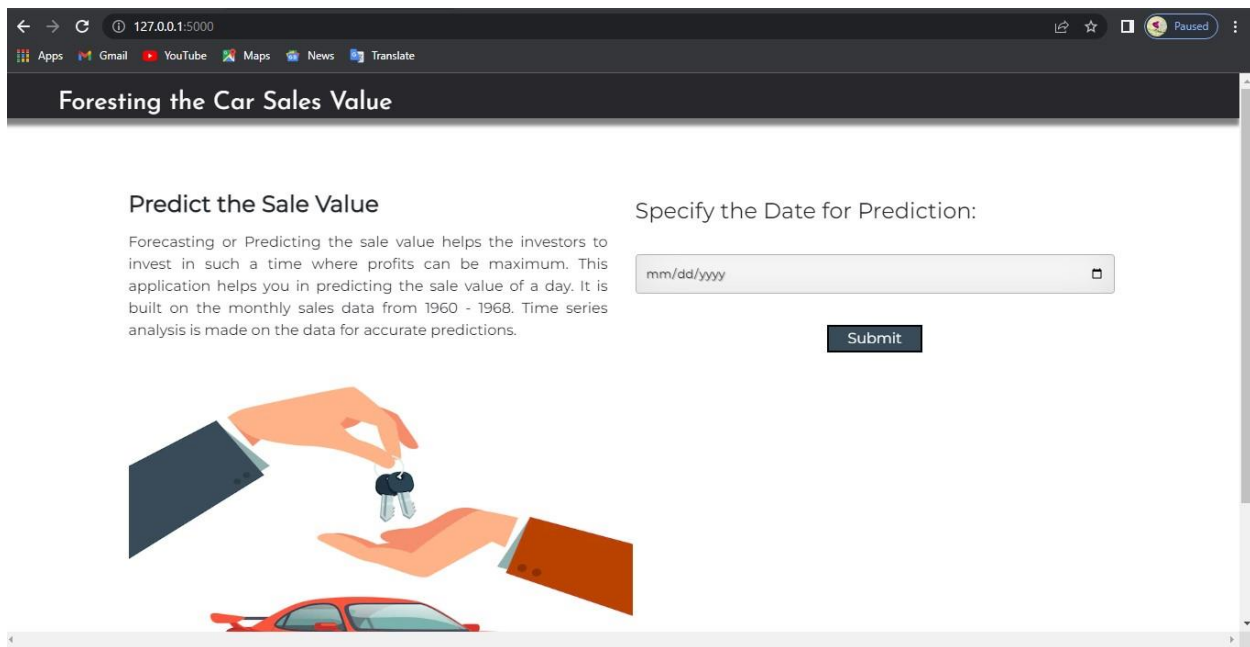 127.0.0.1:5000
Paused
Apps Gmail YouTube Maps News Translate
Foresting the Car Sales Value
Predict the Sale Value
Forecasting or Predicting the sale value helps the investors to
invest in such a time where profits can be maximum. This
application helps you in predicting the sale value of a day. It is
built on the monthly sales data from 1960 - 1968. Time series
analysis is made on the data for accurate predictions.
Specify the Date for Prediction:
mm/dd/yyyy
Submit